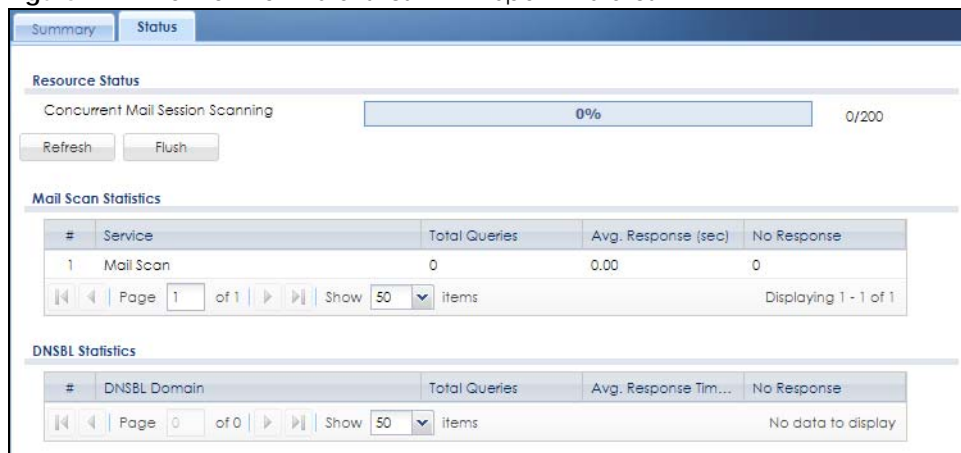 Summary Status
Resource Status
Concurrent Mail Session Scanning 0% 0/200
Refresh Flush
Mail Scan Statistics
# Service Total Queries Avg. Response (sec) No Response
1 Mail Scan 0 0.00 0
Page 1 of 1 Show 50 items Displaying 1 - 1 of 1
DNSBL Statistics
# DNSBL Domain Total Queries Avg. Response Tim... No Response
Page 0 of 0 Show 50 items No data to display